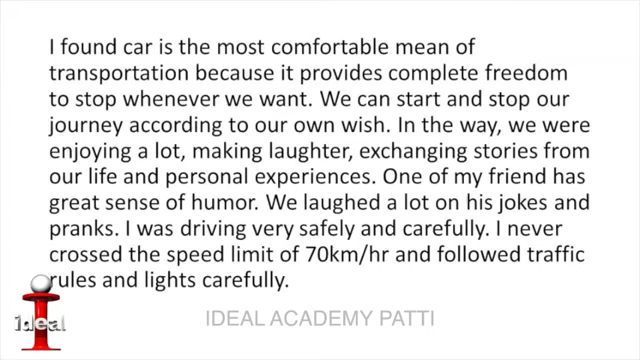 I found car is the most comfortable mean of
transportation because it provides complete freedom
to stop whenever we want. We can start and stop our
journey according to our own wish. In the way, we were
enjoying a lot, making laughter, exchanging stories from
our life and personal experiences. One of my friend has
great sense of humor. We laughed a lot on his jokes and
pranks. I was driving very safely and carefully. I never
crossed the speed limit of 70km/hr and followed traffic
rules and lights carefully.
ideal
IDEAL ACADEMY PATTI